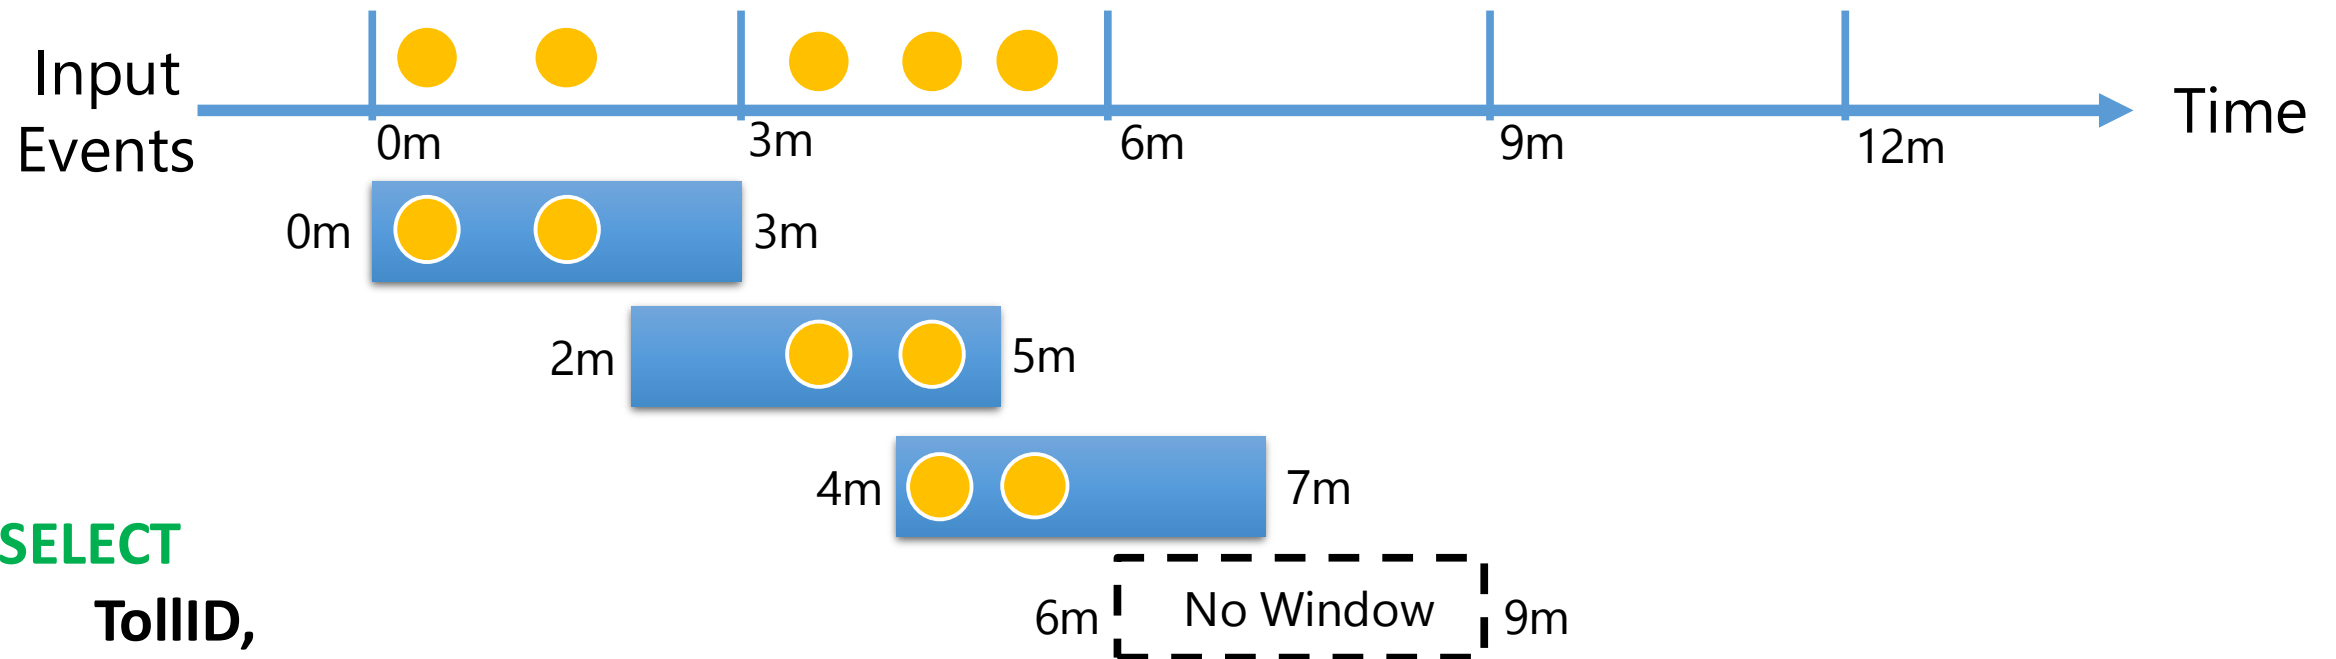 Input
Events
Time
0m
3m
6m
9m
12m
0m
3m
2m
5m
4m
7m
SELECT
TollID,
6m
No Window
9m